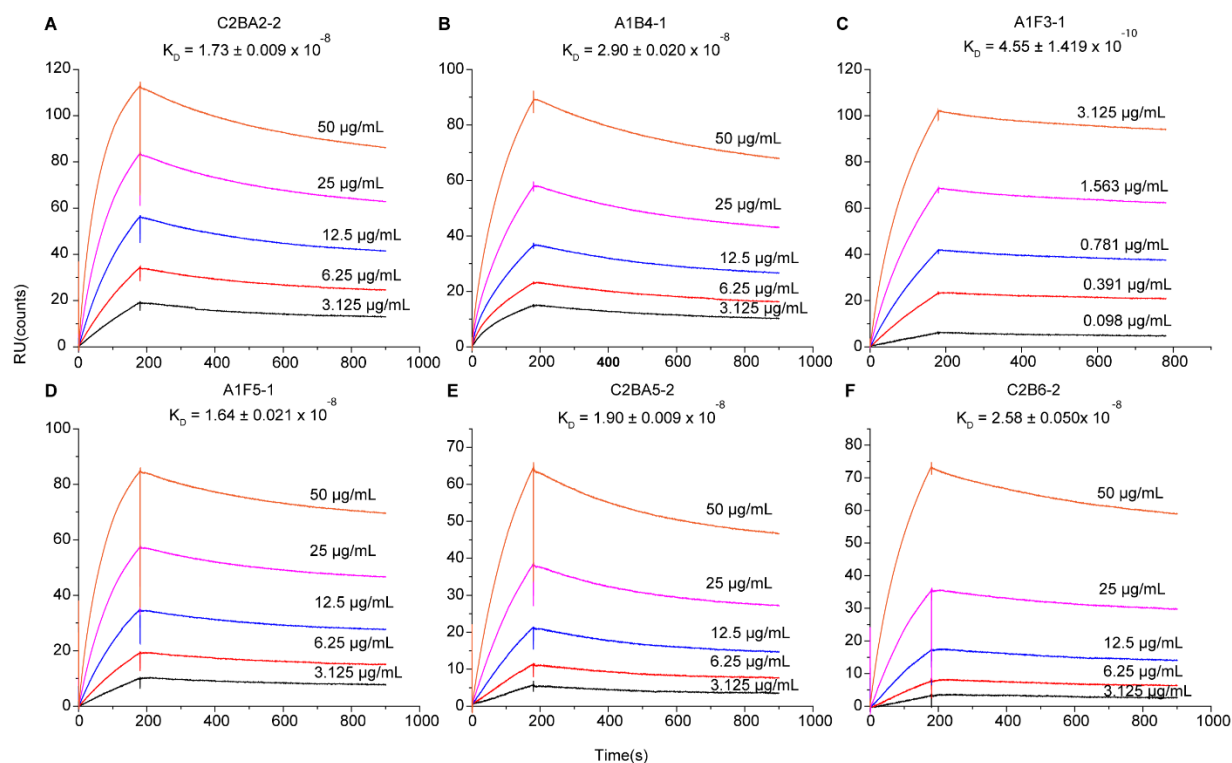 A C2BA2-2
K_D = 1.73 ± 0.009 x 10^-8
120
100
80
60
40
20
0
0 200 400 600 800 1000
50 µg/mL
25 µg/mL
12.5 µg/mL
6.25 µg/mL
3.125 µg/mL
B A1B4-1
K_D = 2.90 ± 0.020 x 10^-8
100
80
60
40
20
0
0 200 400 600 800 1000
50 µg/mL
25 µg/mL
12.5 µg/mL
6.25 µg/mL
3.125 µg/mL
C A1F3-1
K_D = 4.55 ± 1.419 x 10^-10
120
100
80
60
40
20
0
0 200 400 600 800
3.125 µg/mL
1.563 µg/mL
0.781 µg/mL
0.391 µg/mL
0.098 µg/mL
RU(counts)
D A1F5-1
K_D = 1.64 ± 0.021 x 10^-8
100
80
60
40
20
0
0 200 400 600 800 1000
50 µg/mL
25 µg/mL
12.5 µg/mL
6.25 µg/mL
3.125 µg/mL
E C2BA5-2
K_D = 1.90 ± 0.009 x 10^-8
75
70
65
60
55
50
45
40
35
30
25
20
15
10
5
0
0 200 400 600 800 1000
50 µg/mL
25 µg/mL
12.5 µg/mL
6.25 µg/mL
3.125 µg/mL
F C2B6-2
K_D = 2.58 ± 0.050x 10^-8
80
70
60
50
40
30
20
10
0
0 200 400 600 800 1000
50 µg/mL
25 µg/mL
12.5 µg/mL
6.25 µg/mL
3.125 µg/mL
Time(s)